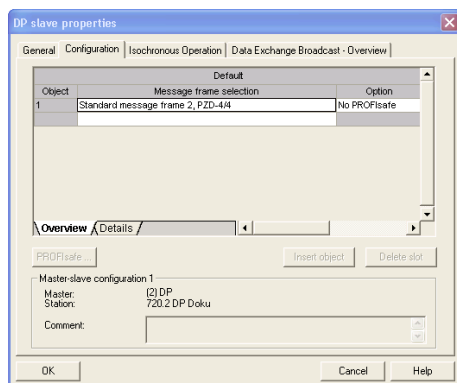 DP slave properties
General Configuration Isochronous Operation Data Exchange Broadcast - Overview
Default
Object Message frame selection Option
1 Standard message frame 2, PZD-4/4 No PROFIsafe
Overview Details
PROFIsafe ... Insert object Delete slot
Master-slave configuration 1
Master: (2) DP
Station: 720.2 DP Doku
Comment:
OK Cancel Help